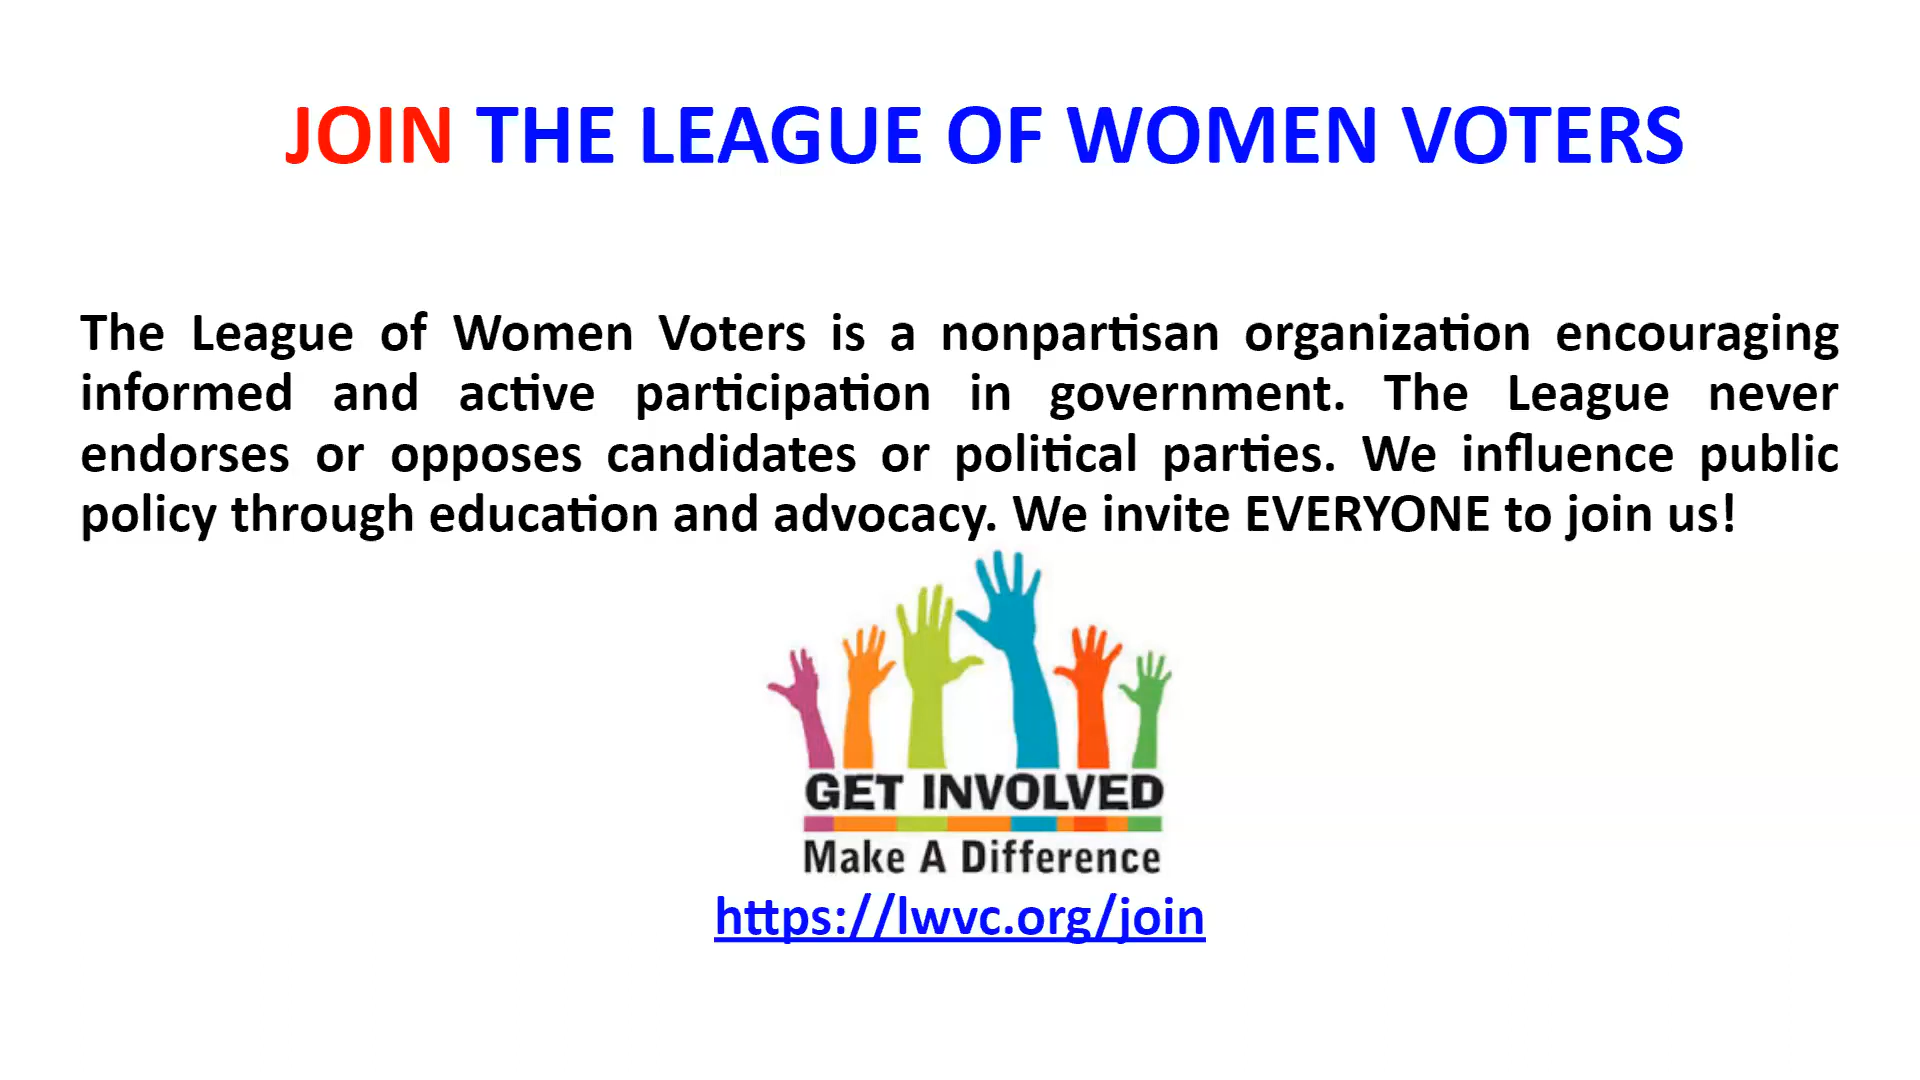 JOIN THE LEAGUE OF WOMEN VOTERS
The League of Women Voters is a nonpartisan organization encouraging
informed and active participation in government. The League never
endorses or opposes candidates or political parties. We influence public
policy through education and advocacy. We invite EVERYONE to join us!
GET INVOLVED
Make A Difference
https://lwvc.org/join